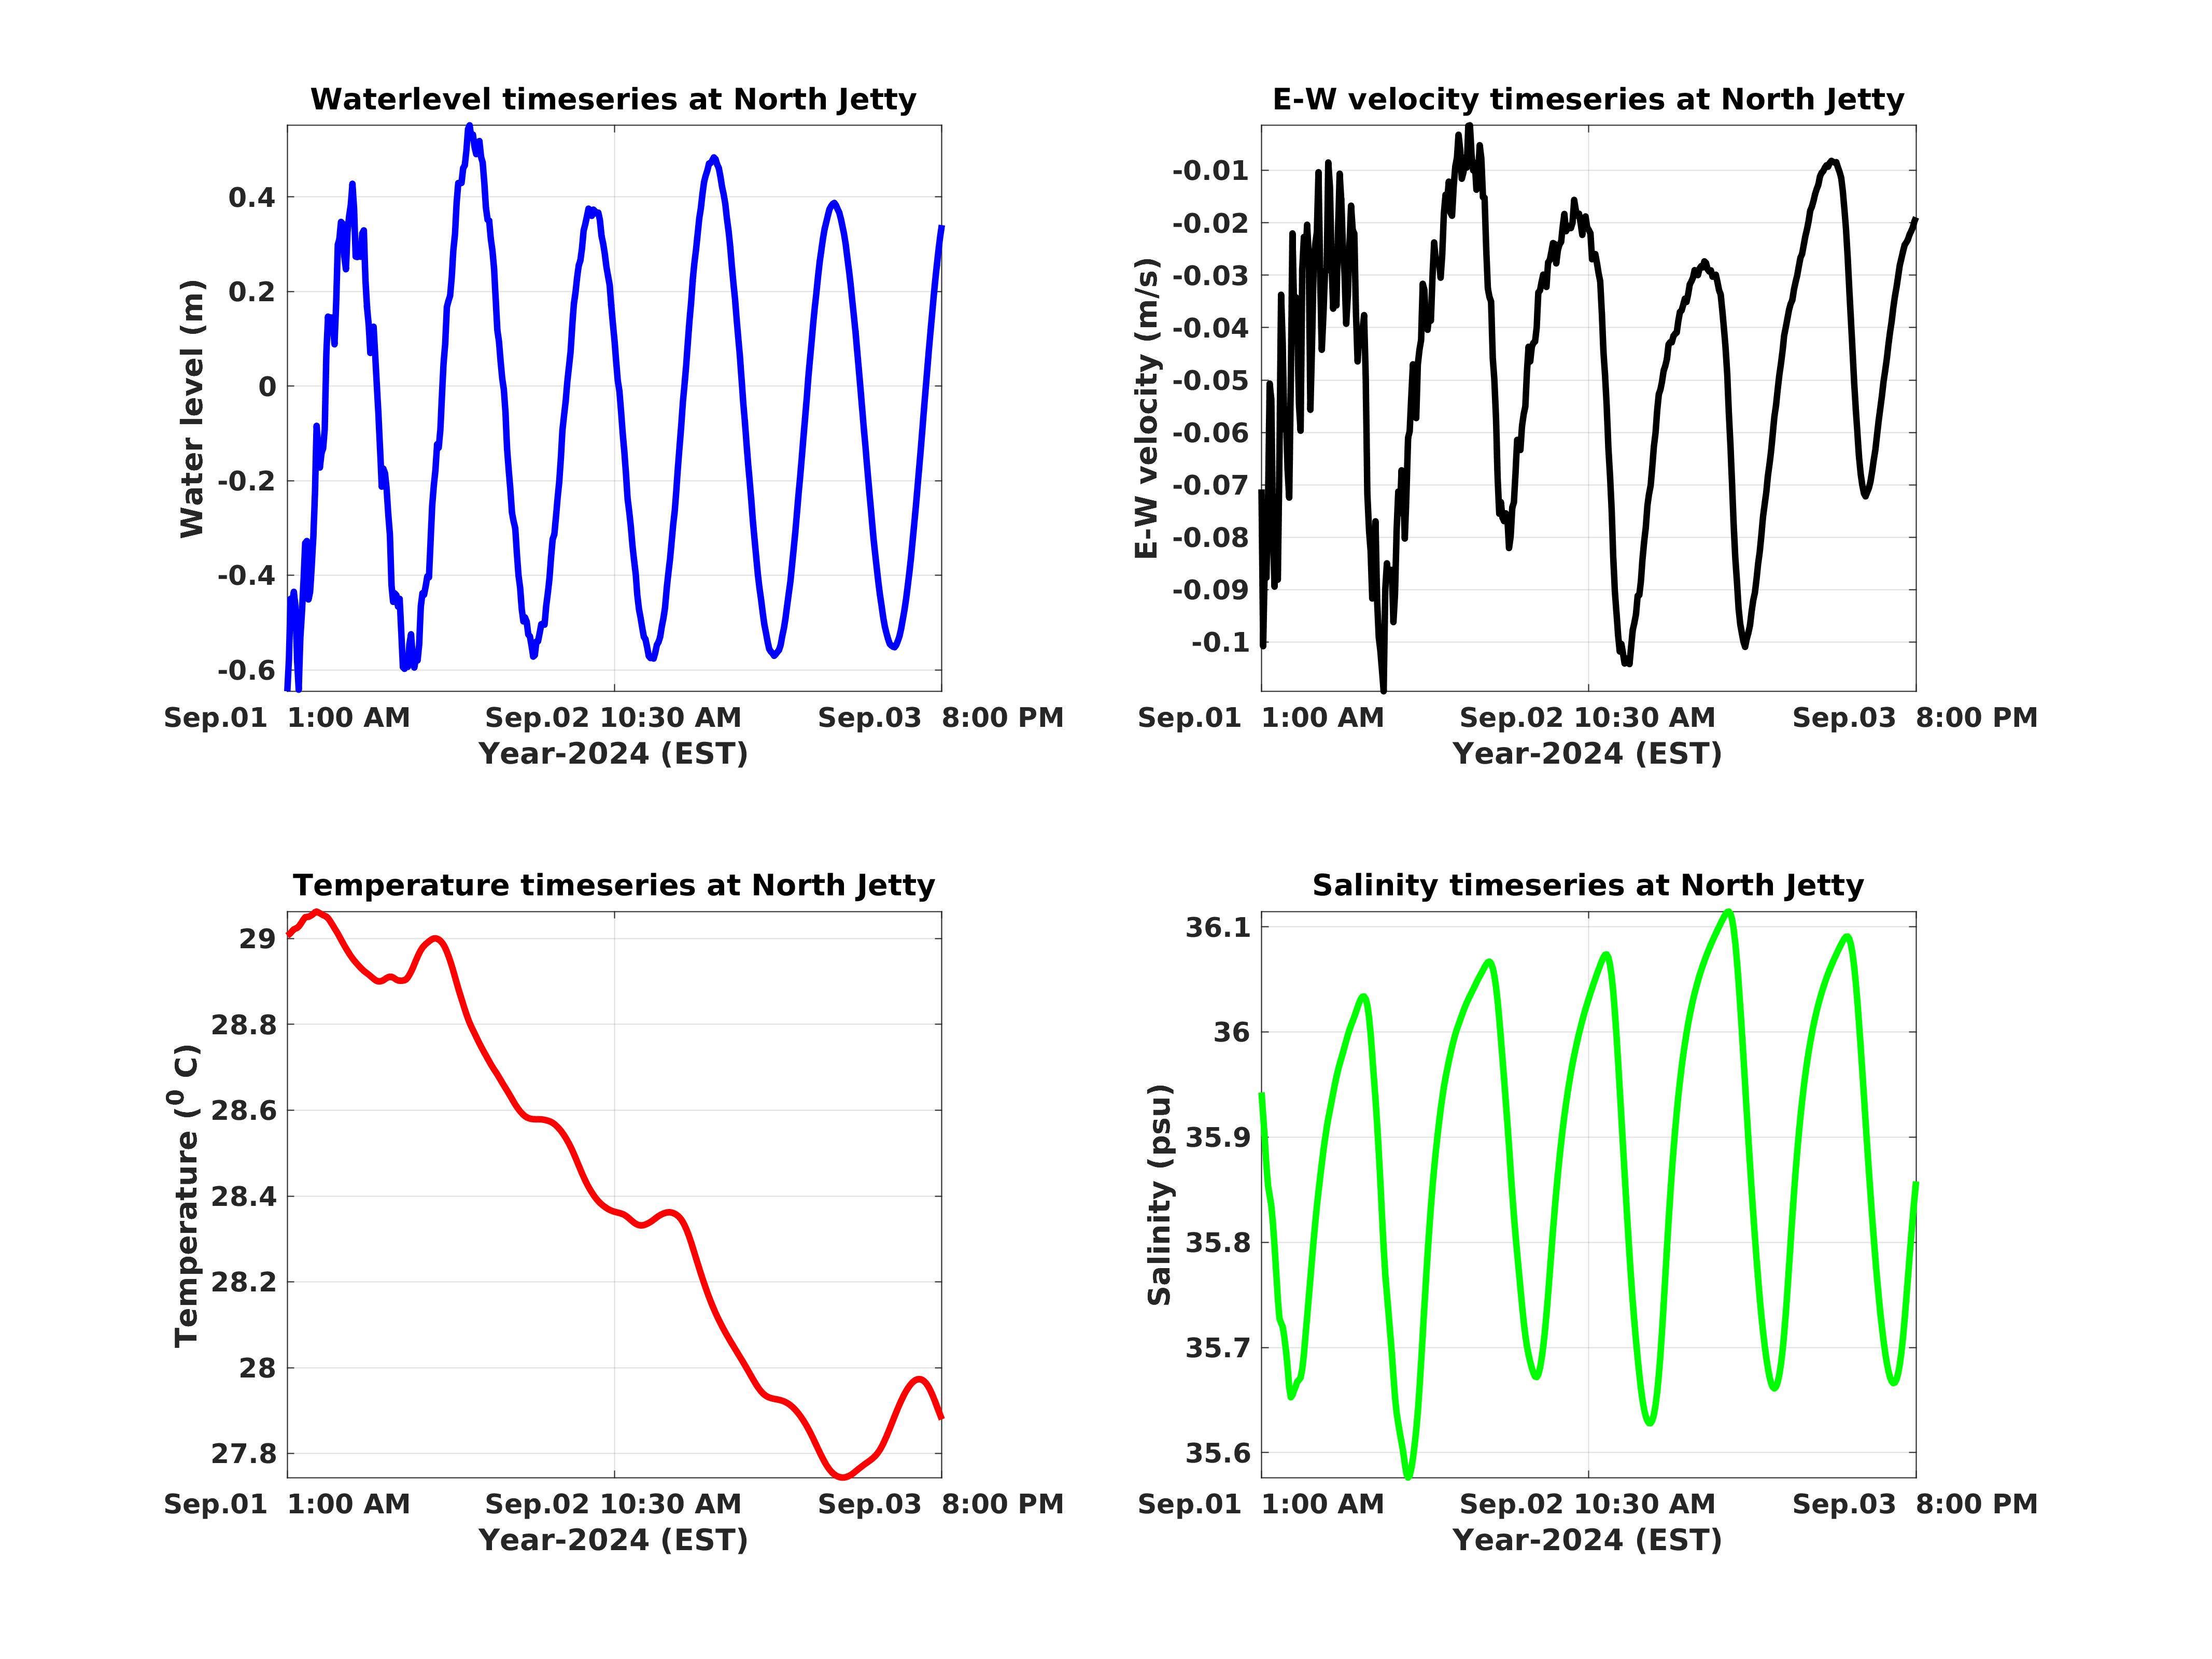 Waterlevel timeseries at North Jetty
Water level (m)
0.4
0.2
0
-0.2
-0.4
-0.6
Sep.01 1:00 AM
Sep.02 10:30 AM
Sep.03 8:00 PM
Year-2024 (EST)
E-W velocity timeseries at North Jetty
E-W velocity (m/s)
-0.01
-0.02
-0.03
-0.04
-0.05
-0.06
-0.07
-0.08
-0.09
-0.1
Sep.01 1:00 AM
Sep.02 10:30 AM
Sep.03 8:00 PM
Year-2024 (EST)
Temperature timeseries at North Jetty
Temperature (⁰ C)
29
28.8
28.6
28.4
28.2
28
27.8
Sep.01 1:00 AM
Sep.02 10:30 AM
Sep.03 8:00 PM
Year-2024 (EST)
Salinity timeseries at North Jetty
Salinity (psu)
36.1
36
35.9
35.8
35.7
35.6
Sep.01 1:00 AM
Sep.02 10:30 AM
Sep.03 8:00 PM
Year-2024 (EST)